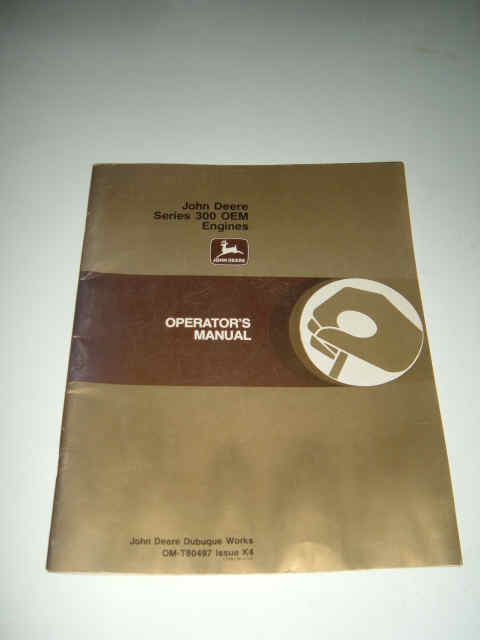 John Deere
Series 300 OEM
Engines
JOHN DEERE
OPERATOR'S
MANUAL
John Deere Dubuque Works
OM-T80497 Issue K4